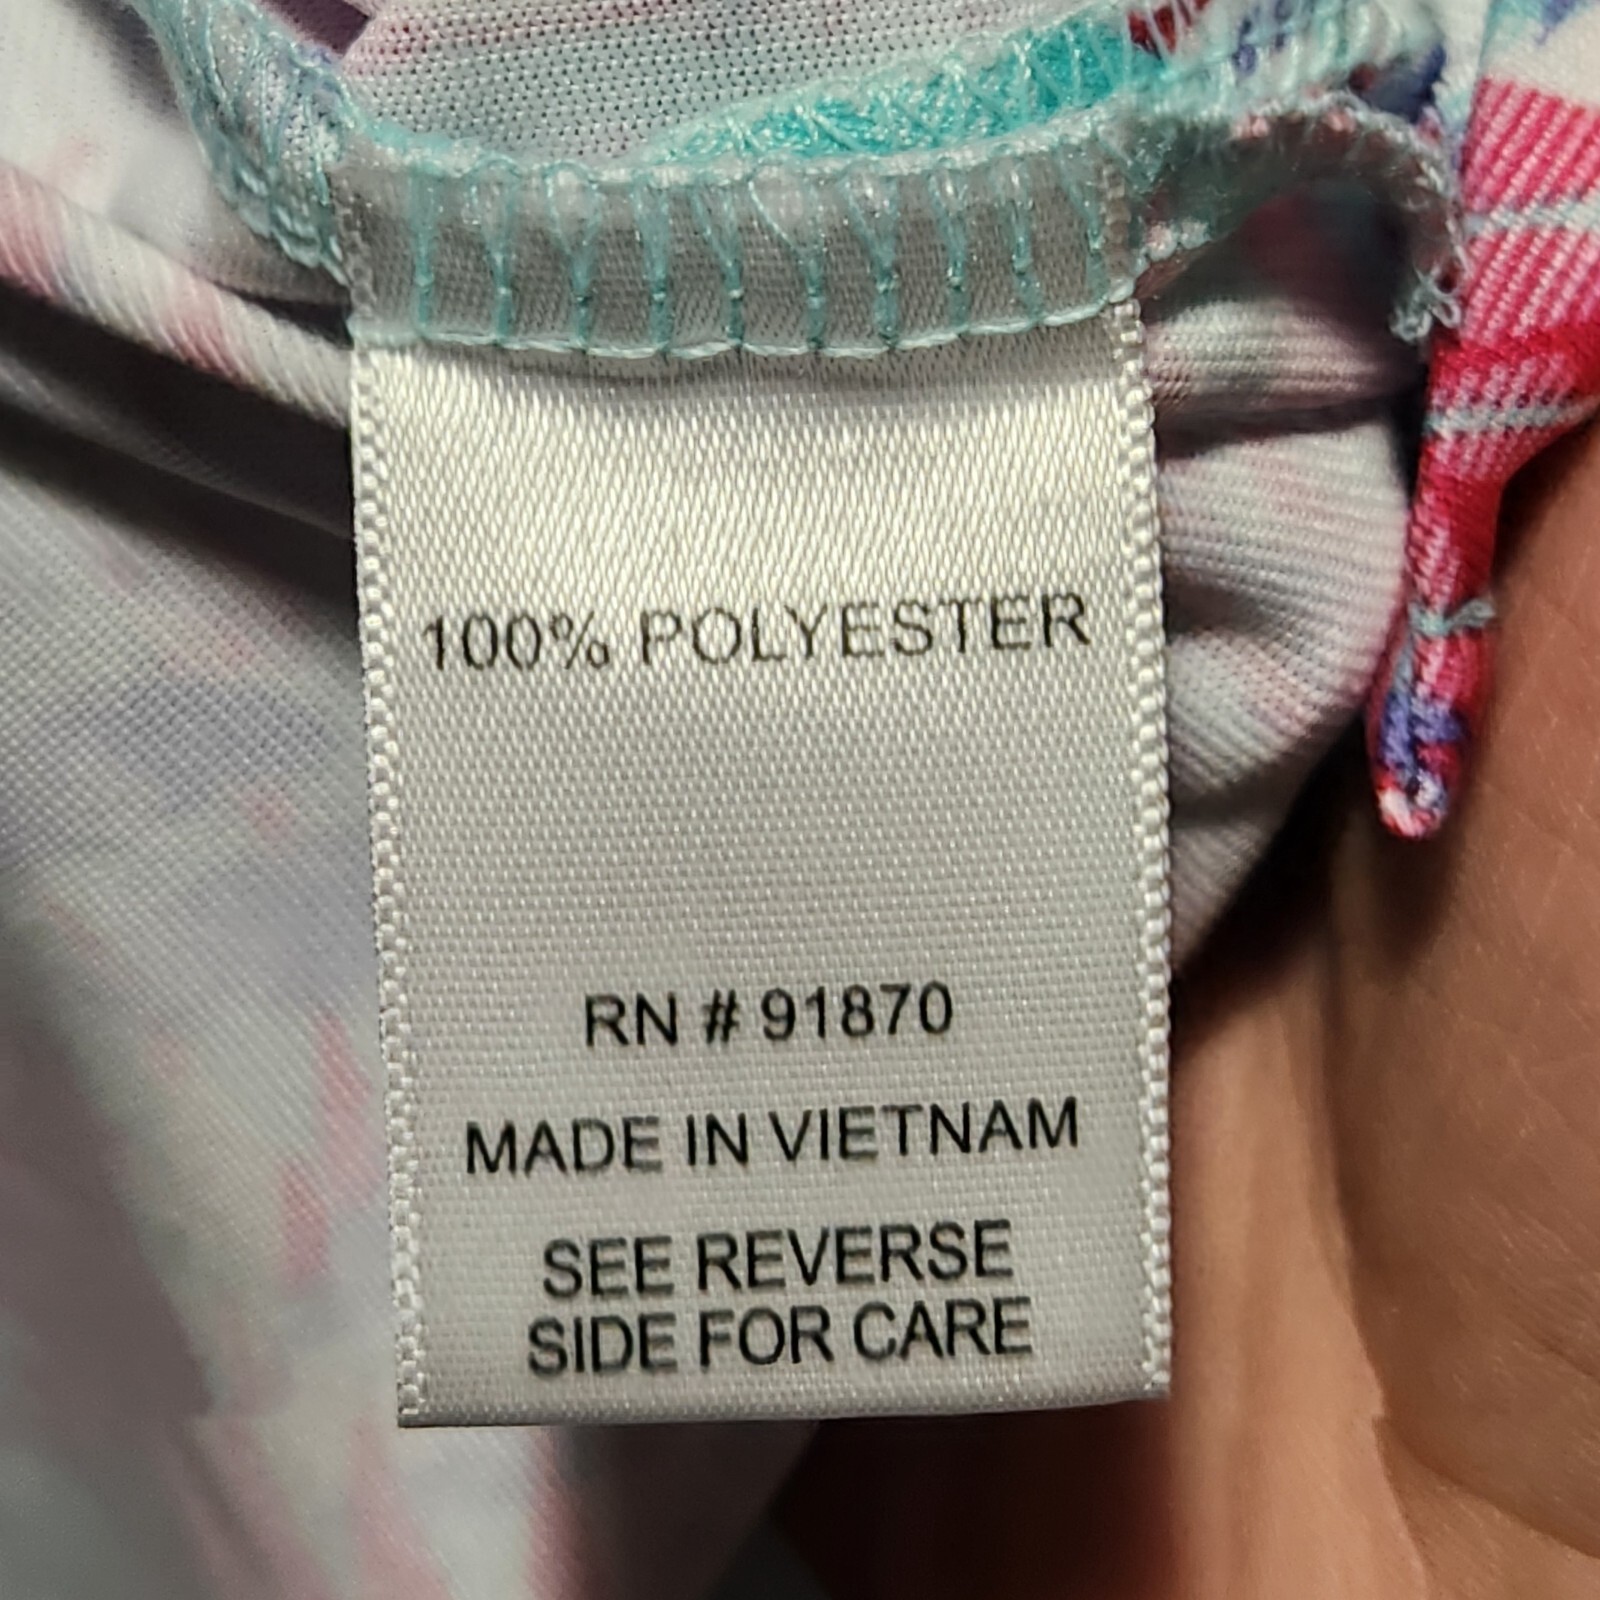 100% POLYESTER
RN # 91870
MADE IN VIETNAM
SEE REVERSE
SIDE FOR CARE